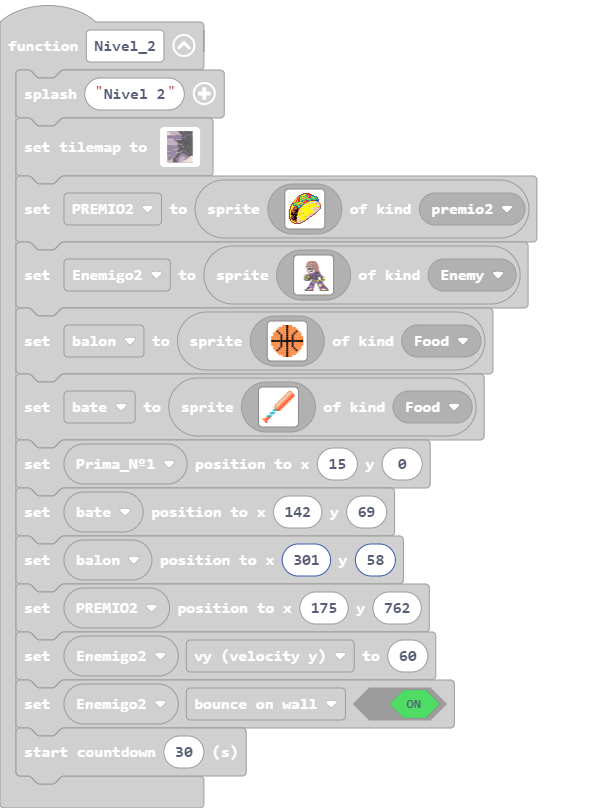 function Nivel_2
splash "Nivel 2"
set tilemap to
set PREMIO2 to sprite of kind premio2
set Enemigo2 to sprite of kind Enemy
set balon to sprite of kind Food
set bate to sprite of kind Food
set Prima_Nº1 position to x 15 y 0
set bate position to x 142 y 69
set balon position to x 301 y 58
set PREMIO2 position to x 175 y 762
set Enemigo2 vy (velocity y) to 60
set Enemigo2 bounce on wall ON
start countdown 30 (s)